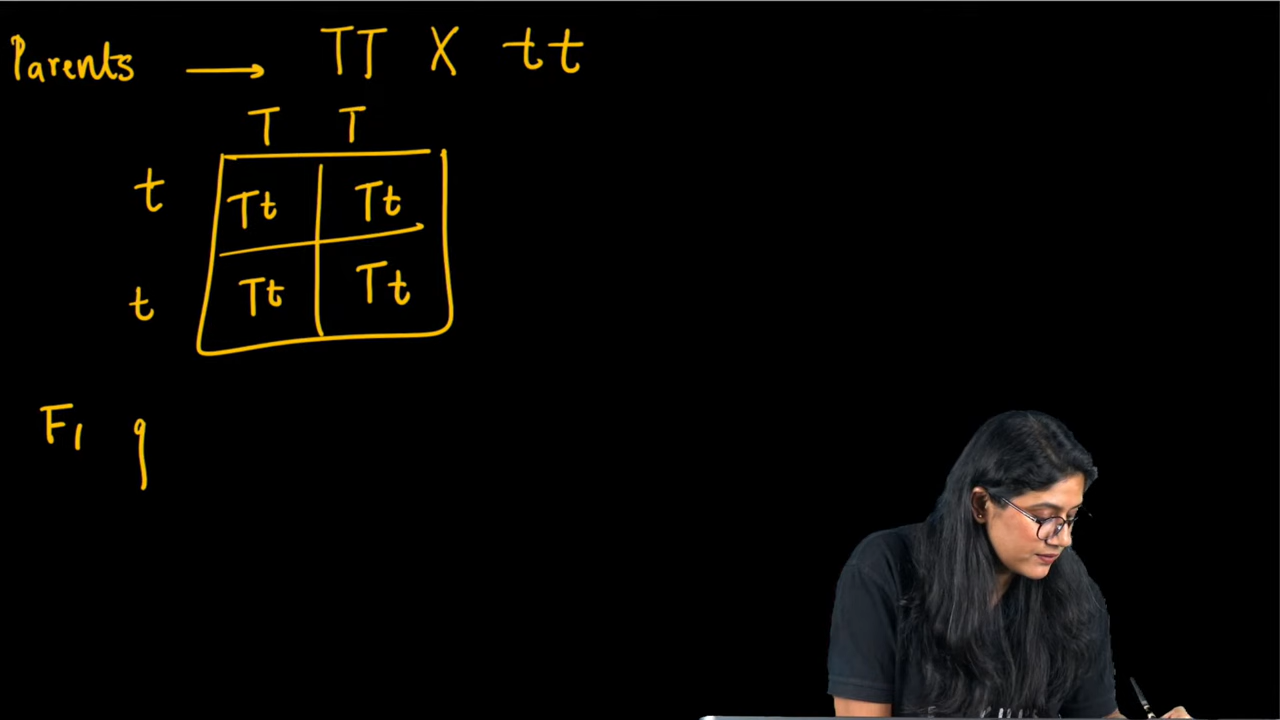 Parents → TT X tt
T T
t Tt Tt
t Tt Tt
F1 g